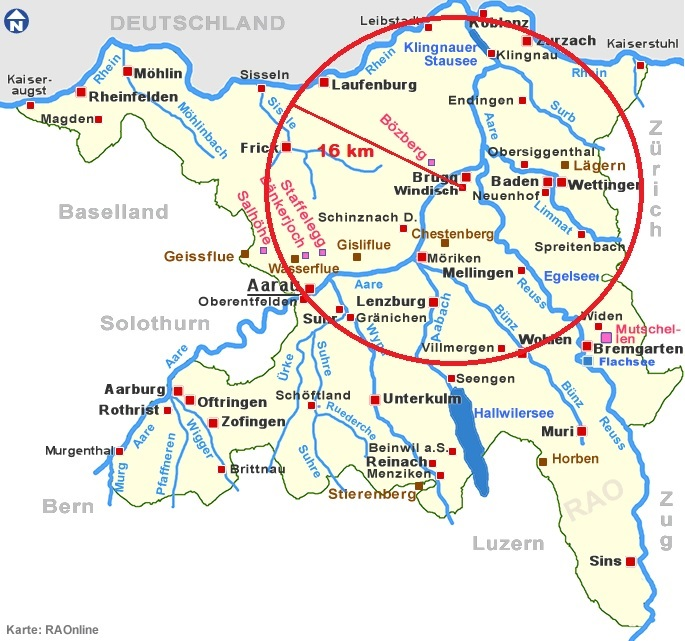 N
DEUTSCHLAND
Leibstadt
Koblenz
Zurzach
Kaiserstuhl
Klingnauer
Stausee
Klingnau
Rhein
Rhein
Rhein
Möhlin
Sisseln
Laufenburg
Kaiser-
augst
Rheinfelden
Magden
Möhlinbach
Sissle
Endingen
Surb
Aare
Zürich
Frick
16 km
Bözberg
Obersiggenthal
Lägern
Brugg
Windisch
Baden
Wettingen
Neuenhof
Limmat
Baselland
Salhöhe
Bänkerjoch
Staffelegg
Schinznach D.
Chestenberg
Spreitenbach
Geissflue
Gisliflue
Wasserflue
Möriken
Mellingen
Egelsee
Aarau
Aare
Reuss
Oberentfelden
Lenzburg
Suhr
Gränichen
Aabach
Bünz
Widen
Mutschel-
len
Solothurn
Wohlen
Villmergen
Bremgarten
Flachsee
Aare
Ürke
Suhre
Wyna
Seengen
Aarburg
Oftringen
Rothrist
Zofingen
Schöftland
Ruederche
Unterkulm
Hallwilersee
Bünz
Reuss
Muri
Murgenthal
Aare
Murg
Pfaffneren
Wigger
Brittnau
Suhre
Beinwil a.S.
Reinach
Menziken
Horben
Stierenberg
Bern
RAO
Zug
Luzern
Sins
Karte: RAOnline